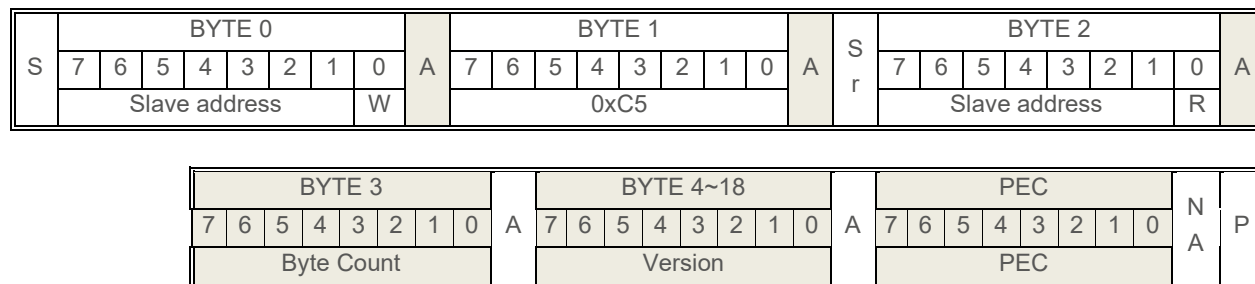 BYTE 0 BYTE 1 BYTE 2
S 7 6 5 4 3 2 1 0 A 7 6 5 4 3 2 1 0 A Sr 7 6 5 4 3 2 1 0 A
Slave address W 0xC5 Slave address R
BYTE 3 BYTE 4~18 PEC
7 6 5 4 3 2 1 0 A 7 6 5 4 3 2 1 0 A 7 6 5 4 3 2 1 0 NA P
Byte Count Version PEC